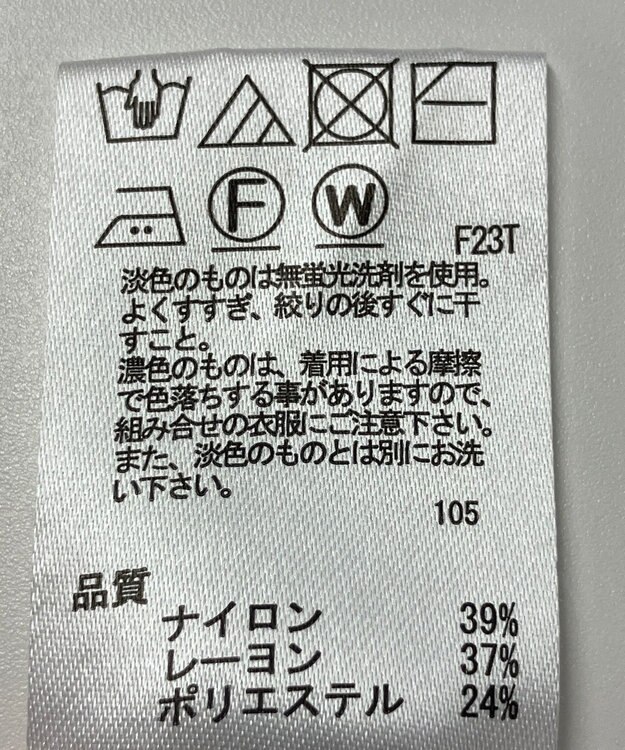 F W
F23T
淡色のものは無蛍光洗剤を使用。
よくすすぎ、絞りの後すぐに干
すこと。
濃色のものは、着用による摩擦
で色落ちする事がありますので、
組み合せの衣服にご注意下さい。
また、淡色のものとは別にお洗
い下さい。
105
品質
ナイロン 39%
レーヨン 37%
ポリエステル 24%